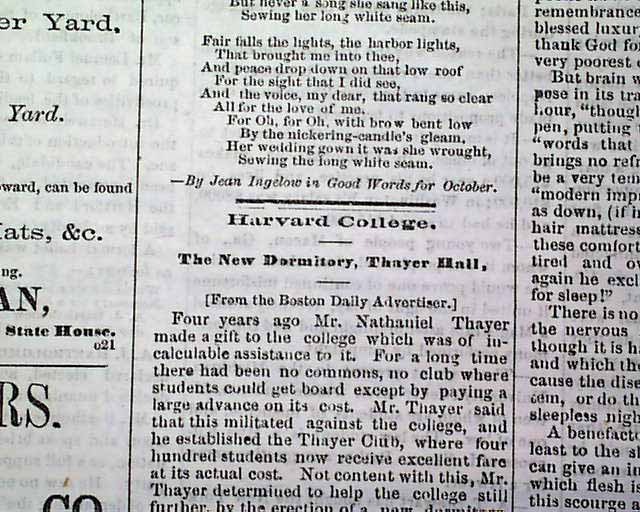 er Yard,
Yard.
oward, can be found
Hats, &c.
ng.
AN,
State House.
o21
RS.
CO
But never a song she sang like this,
Sewing her long white seam.
Fair falls the lights, the harbor lights,
That brought me into thee,
And peace drop down on that low roof
For the sight that I did see,
And the voice, my dear, that rang so clear
All for the love of me.
For Oh, for Oh, with brow bent low
By the nickering-candle's gleam,
Her wedding gown it was she wrought,
Sewing the long white seam.
—By Jean Ingelow in Good Words for October.
Harvard College.
The New Dormitory, Thayer Hall,
[From the Boston Daily Advertiser.]
Four years ago Mr. Nathaniel Thayer
made a gift to the college which was of in-
calculable assistance to it. For a long time
there had been no commons, no club where
students could get board except by paying a
large advance on its cost. Mr. Thayer said
that this militated against the college, and
he established the Thayer Club, where four
hundred students now receive excellent fare
at its actual cost. Not content with this, Mr.
Thayer determined to help the college still
further, by the erection of a new dormitory
remembrance
blessed luxur
thank God fo
very poorest o
But brain w
pose in its tra
hour, "though
pen, putting
"words that
brings no ref
be a very tem
"modern impr
as down, (if i
hair mattress
these comfort
tired and ov
again he excl
for sleep!"
There is no
the nervous
though it is h
and which the
cause the dise
tem, or do th
sleepless nigh
A benefacto
least to the sl
can give an i
which flesh is
this scourge a